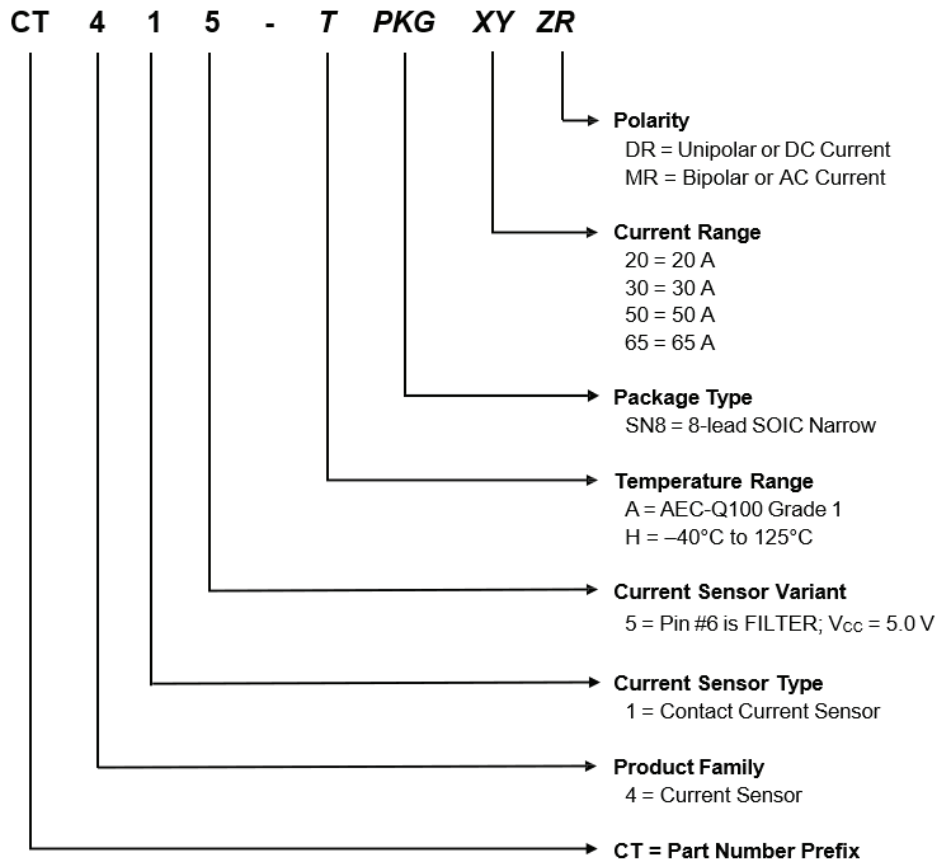 CT 4 1 5 - T PKG XY ZR
Polarity
DR = Unipolar or DC Current
MR = Bipolar or AC Current
Current Range
20 = 20 A
30 = 30 A
50 = 50 A
65 = 65 A
Package Type
SN8 = 8-lead SOIC Narrow
Temperature Range
A = AEC-Q100 Grade 1
H = –40°C to 125°C
Current Sensor Variant
5 = Pin #6 is FILTER; VCC = 5.0 V
Current Sensor Type
1 = Contact Current Sensor
Product Family
4 = Current Sensor
CT = Part Number Prefix